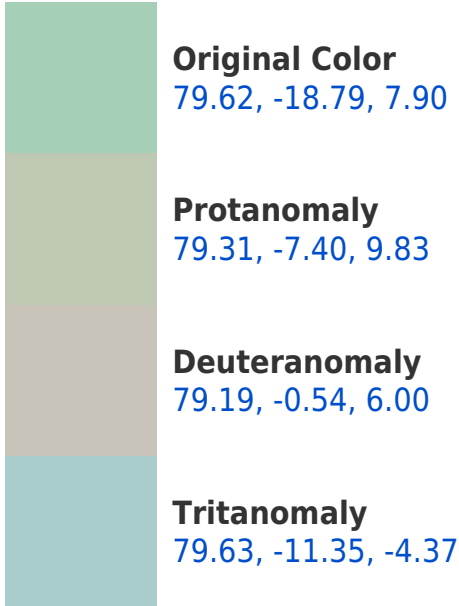 Original Color
79.62, -18.79, 7.90
Protanomaly
79.31, -7.40, 9.83
Deuteranomaly
79.19, -0.54, 6.00
Tritanomaly
79.63, -11.35, -4.37